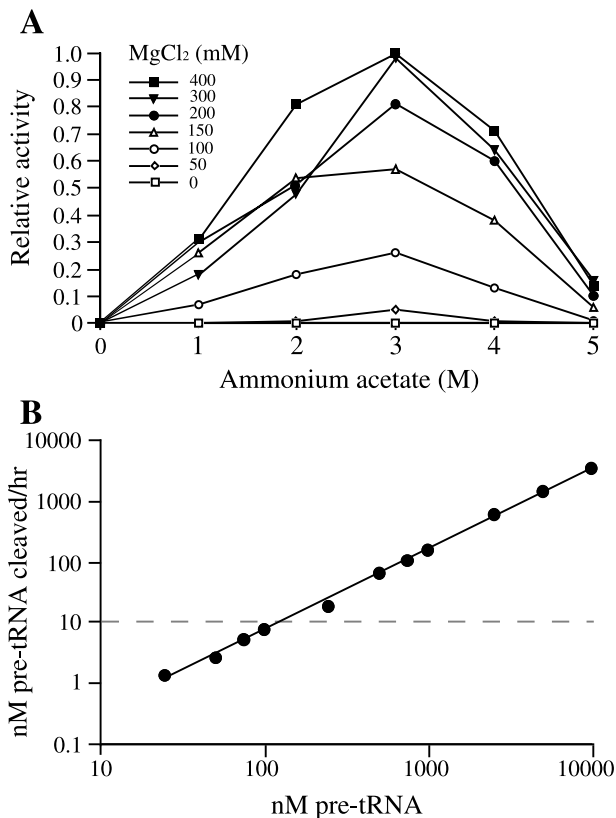 A
MgCl₂ (mM)
400
300
200
150
100
50
0
Relative activity
1.0
0.9
0.8
0.7
0.6
0.5
0.4
0.3
0.2
0.1
0
0 1 2 3 4 5
Ammonium acetate (M)
B
nM pre-tRNA cleaved/hr
10000
1000
100
10
1
0.1
10 100 1000 10000
nM pre-tRNA